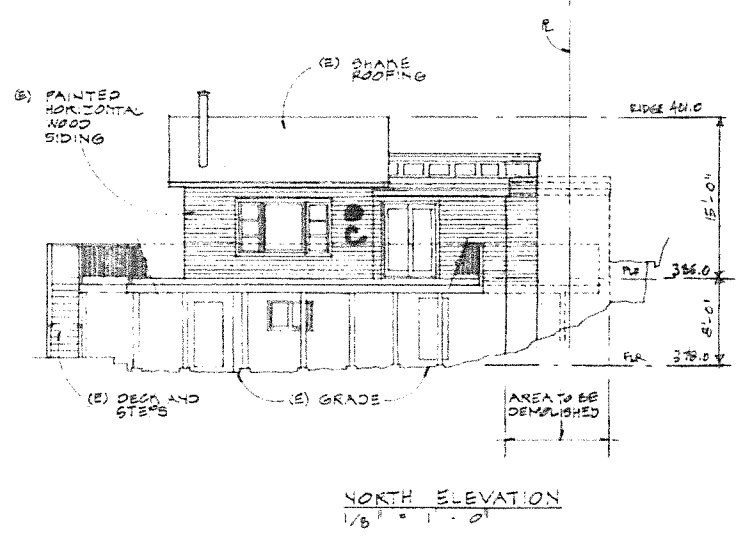 ℄
(E) SHAKE
ROOFING
(E) PAINTED
HORIZONTAL
WOOD
SIDING
RIDGE 401.0
15'-0"
FLR 386.0
8'-0"
FLR 378.0
(E) DECK AND
STEPS
(E) GRADE
AREA TO BE
DEMOLISHED
NORTH ELEVATION
1/8" = 1'-0"